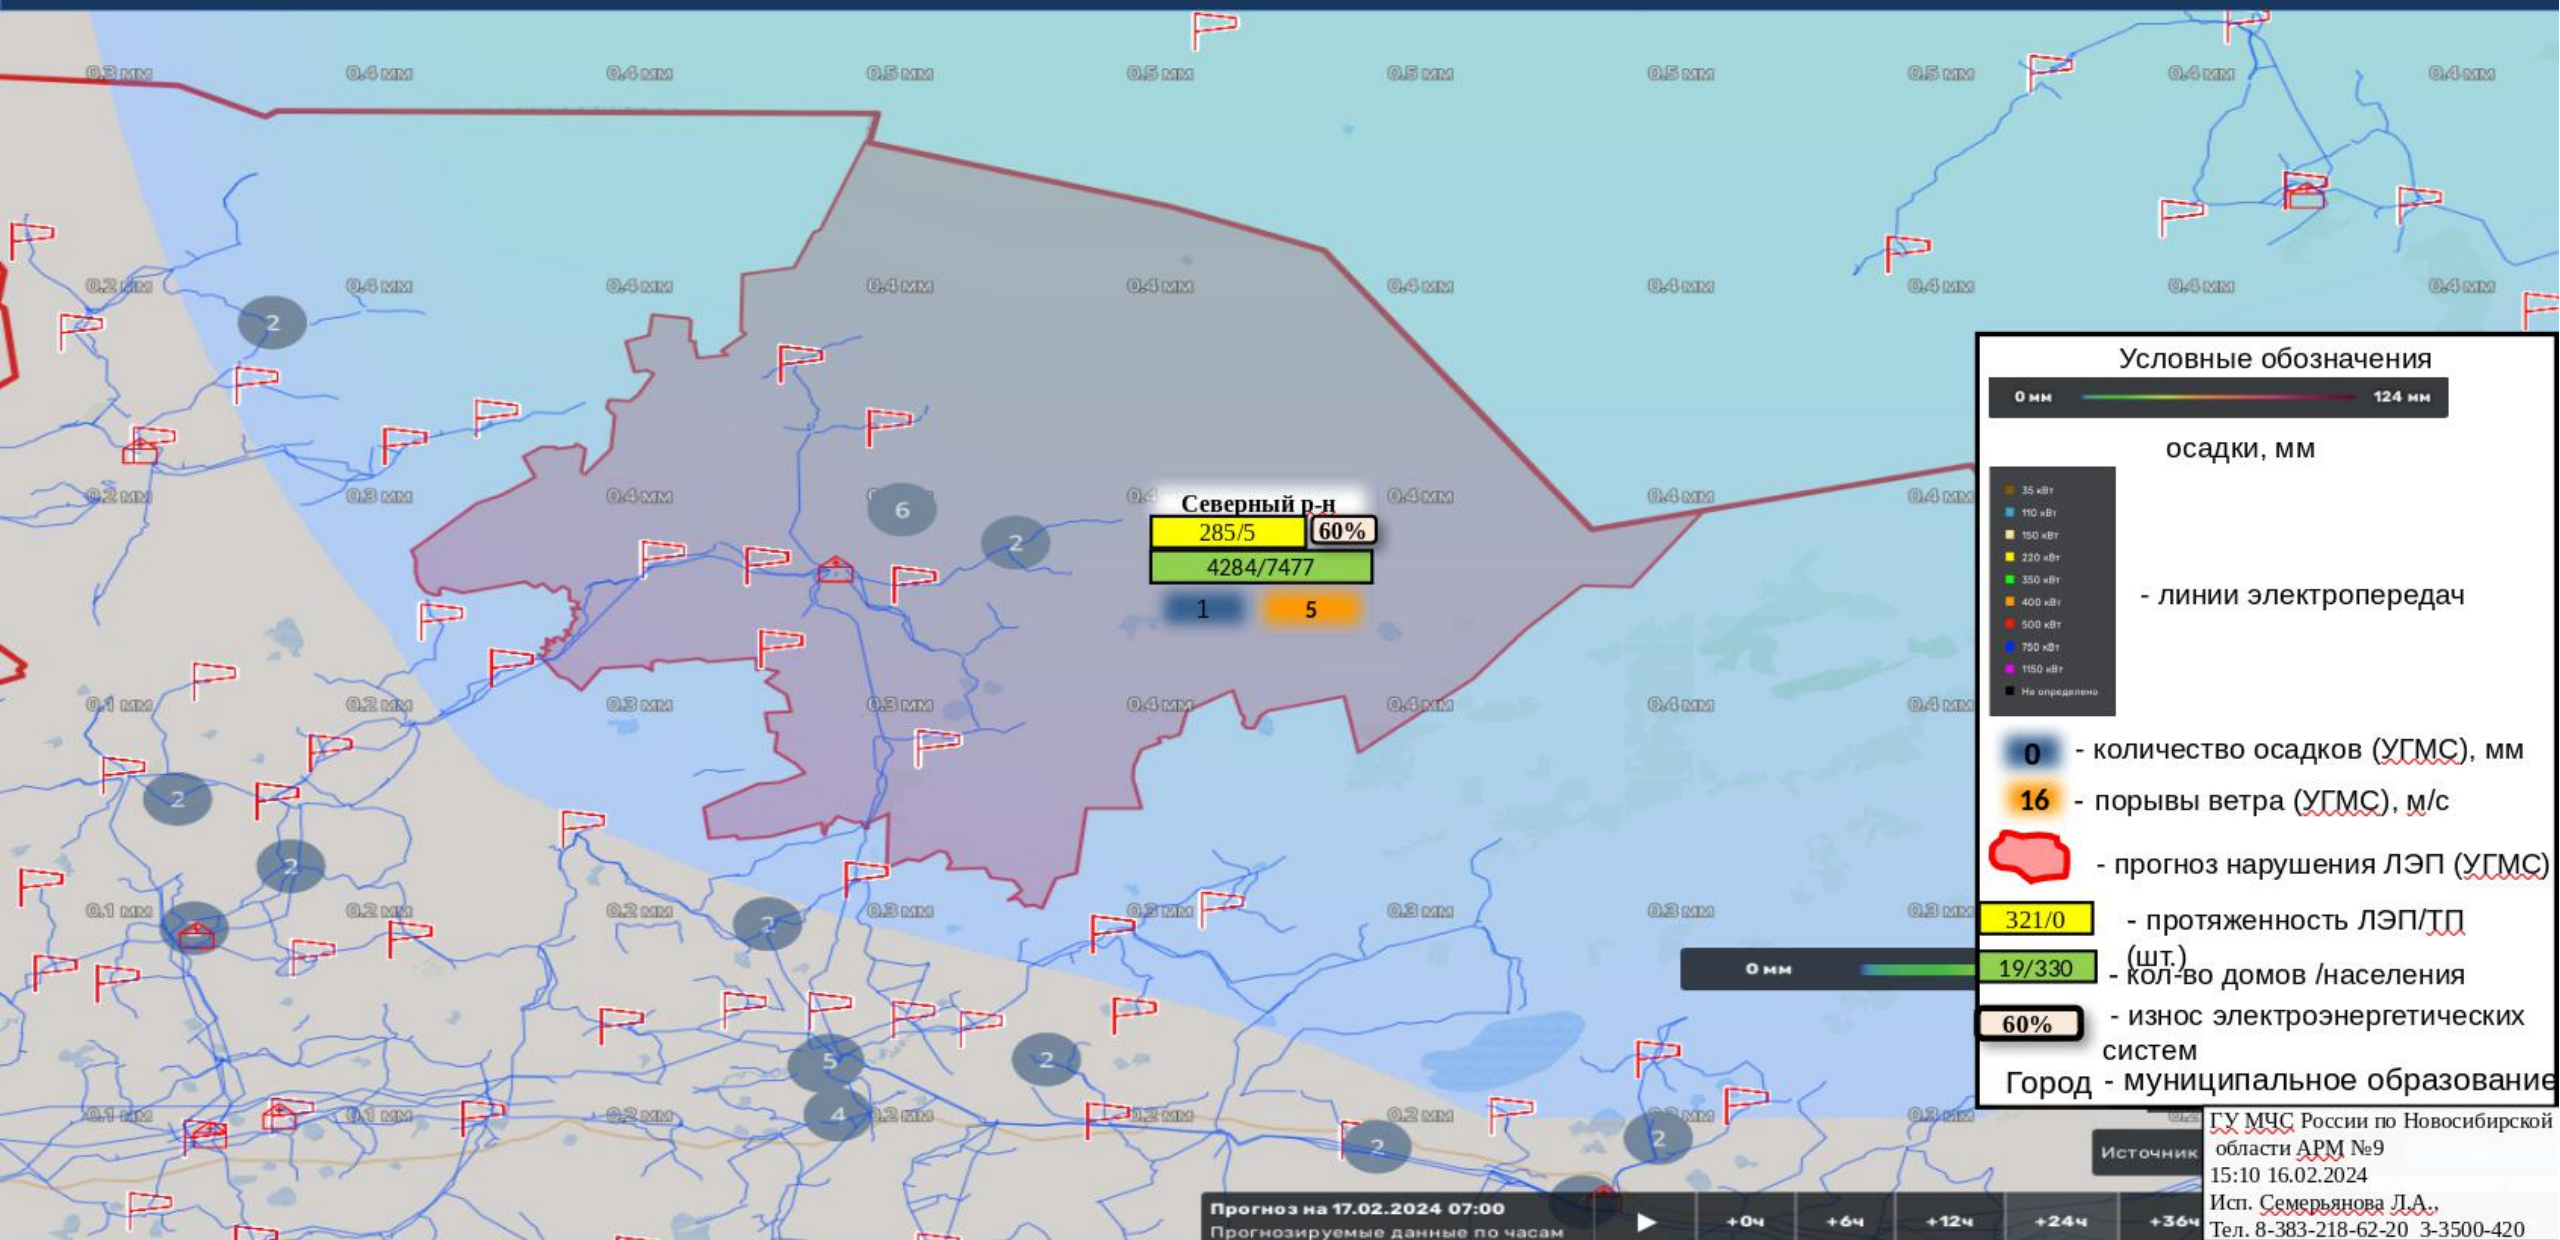 0.3 мм 0.4 мм 0.4 мм 0.5 мм 0.5 мм 0.5 мм 0.5 мм 0.5 мм 0.4 мм 0.4 мм
0.2 мм 0.4 мм 0.4 мм 0.4 мм 0.4 мм 0.4 мм 0.4 мм 0.4 мм 0.4 мм 0.4 мм
2
0.2 мм 0.3 мм 0.4 мм 0.4 мм 0.4 мм 0.4 мм
6
2
Северный р-н
285/5 60%
4284/7477
1 5
0.1 мм 0.2 мм 0.3 мм 0.3 мм 0.4 мм 0.4 мм 0.4 мм 0.4 мм
2
2
0.1 мм 0.2 мм 0.2 мм 0.3 мм 0.3 мм 0.3 мм 0.3 мм 0.3 мм
2
2
0 мм
5
2
4
0.1 мм 0.1 мм 0.2 мм 0.2 мм 0.2 мм 0.2 мм 0.3 мм
2
2
Условные обозначения
0 мм 124 мм
осадки, мм
35 кВт
110 кВт
150 кВт
220 кВт
350 кВт
400 кВт
500 кВт
750 кВт
1150 кВт
Не определено
- линии электропередач
0 - количество осадков (УГМС), мм
16 - порывы ветра (УГМС), м/с
- прогноз нарушения ЛЭП (УГМС)
321/0 - протяженность ЛЭП/ТП
(шт.)
19/330 - кол-во домов /населения
60% - износ электроэнергетических
систем
Город - муниципальное образование
Источник
ГУ МЧС России по Новосибирской
области АРМ №9
15:10 16.02.2024
Исп. Семерьянова Л.А.,
Тел. 8-383-218-62-20 3-3500-420
Прогноз на 17.02.2024 07:00
Прогнозируемые данные по часам
+0ч +6ч +12ч +24ч +36ч